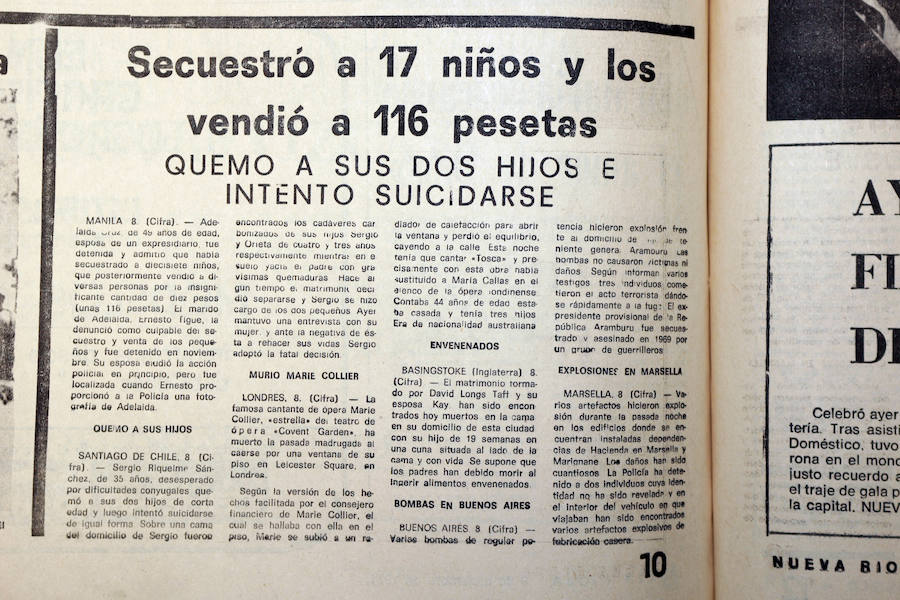 a
Secuestró a 17 niños y los
vendió a 116 pesetas
QUEMO A SUS DOS HIJOS E
INTENTO SUICIDARSE
MANILA 8. (Cifra). — Ade-
laida Cruz, de 45 años de edad,
esposa de un expresidiario, fue
detenida y admitió que había
secuestrado a diecisiete niños,
que posteriormente vendió a di-
versas personas por la insigni-
ficante cantidad de diez pesos
(unas 116 pesetas) El marido
de Adelaida, Ernesto Tigue, la
denunció como culpable del se-
cuestro y venta de los peque-
ños y fue detenido en noviem-
bre. Su esposa eludió la acción
policial en principio, pero fue
localizada cuando Ernesto pro-
porcionó a la Policía una foto-
grafía de Adelaida.
QUEMO A SUS HIJOS
SANTIAGO DE CHILE, 8 (Ci-
fra). — Sergio Riquelme Sán-
chez, de 35 años, desesperado
por dificultades conyugales que-
mó a sus dos hijos de corta
edad y luego intentó suicidarse
de igual forma Sobre una cama
del domicilio de Sergio fueron
encontrados los cadáveres car
bonizados de sus hijos Sergio
y Orieta de cuatro y tres años
respectivamente mientras en el
suelo yacía el padre con gra
vísimas quemaduras Hace al
gún tiempo el matrimonio deci
dió separarse y Sergio se hizo
cargo de los dos pequeños Ayer
mantuvo una entrevista con su
mujer, y ante la negativa de és-
ta a rehacer sus vidas Sergio
adoptó la fatal decisión.
MURIO MARIE COLLIER
LONDRES, 8. (Cifra) — La
famosa cantante de ópera Marie
Collier, «estrella» del teatro de
ópera «Covent Garden», ha
muerto la pasada madrugada al
caerse por una ventana de su
piso en Leicester Square, en
Londres.
Según la versión de los he-
chos facilitada por el consejero
financiero de Marie Collier, el
cual se hallaba con ella en el
piso, Marie se subió a un ra-
diador de calefacción para abrir
la ventana y perdió el equilibrio,
cayendo a la calle Esta noche
tenía que cantar «Tosca» y pre-
cisamente con esta obra había
sustituido a María Callas en el
elenco de la ópera londinense
Contaba 44 años de edad esta-
ba casada y tenía tres hijos
Era de nacionalidad australiana
ENVENENADOS
BASINGSTOKE (Inglaterra) 8.
(Cifra) — El matrimonio forma-
do por David Longs Taff y su
esposa Kay, han sido encon
trados hoy muertos en la cama
en su domicilio de esta ciudad
con su hijo de 19 semanas en
una cuna situada al lado de la
cama y con vida Se supone que
los padres han debido morir al
ingerir alimentos envenenados.
BOMBAS EN BUENOS AIRES
BUENOS AIRES, 8 (Cifra) —
Varias bombas de regular po-
tencia hicieron explosión fren
te al domicilio de te
niente general. Aramburu Las
bombas no causaron víctimas ni
daños Según informan varios
testigos tres individuos come-
tieron el acto terrorista dándo-
se rápidamente a la fuga El ex-
presidente provisional de la Re-
pública Aramburo fue secues-
trado y asesinado en 1969 por
un grupo de guerrilleros
EXPLOSIONES EN MARSELLA
MARSELLA, 8 (Cifra) — Va-
rios artefactos hicieron explo-
sión durante la pasada noche
en los edificios donde se en-
cuentran instaladas dependen-
cias de Hacienda en Marsella y
Marignane Los daños han sido
cuantiosos La Policía ha dete-
nido a dos individuos cuya iden-
tidad no ha sido revelada y en
el interior del vehículo en que
viajaban han sido encontrados
varios artefactos explosivos de
fabricación casera.
10
AY
FI
DE
Celebró ayer
tería. Tras asisti
Doméstico, tuvo
rona en el mono
justo recuerdo a
el traje de gala p
la capital. NUEV
NUEVA RIO